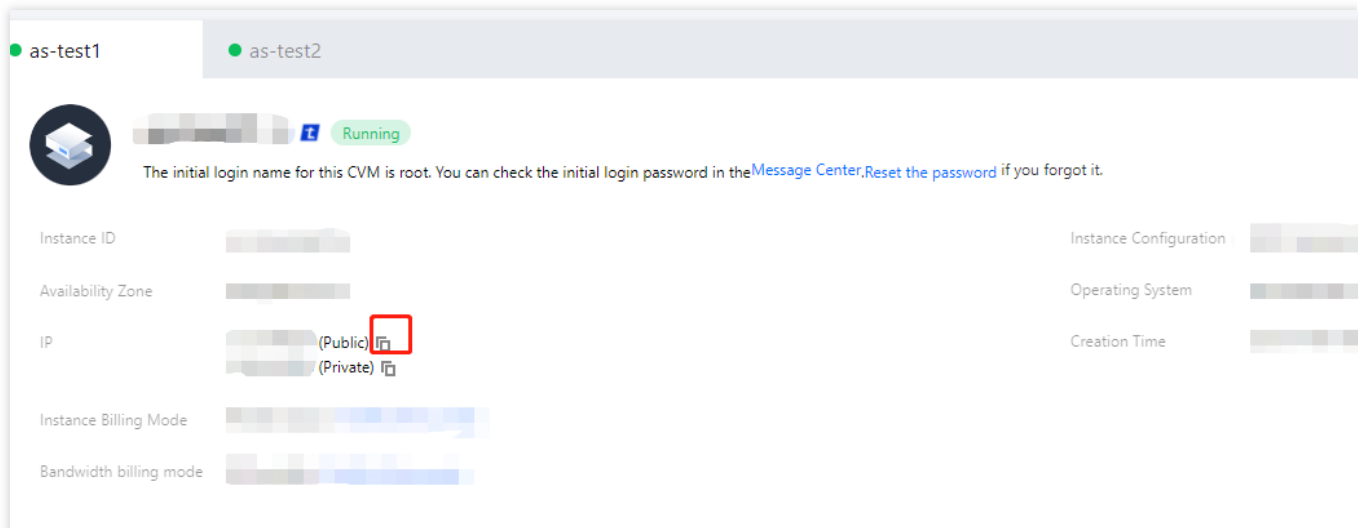 as-test1
as-test2
Running
The initial login name for this CVM is root. You can check the initial login password in theMessage Center,Reset the password if you forgot it.
Instance ID
Instance Configuration
Availability Zone
Operating System
IP
(Public)
Creation Time
(Private)
Instance Billing Mode
Bandwidth billing mode